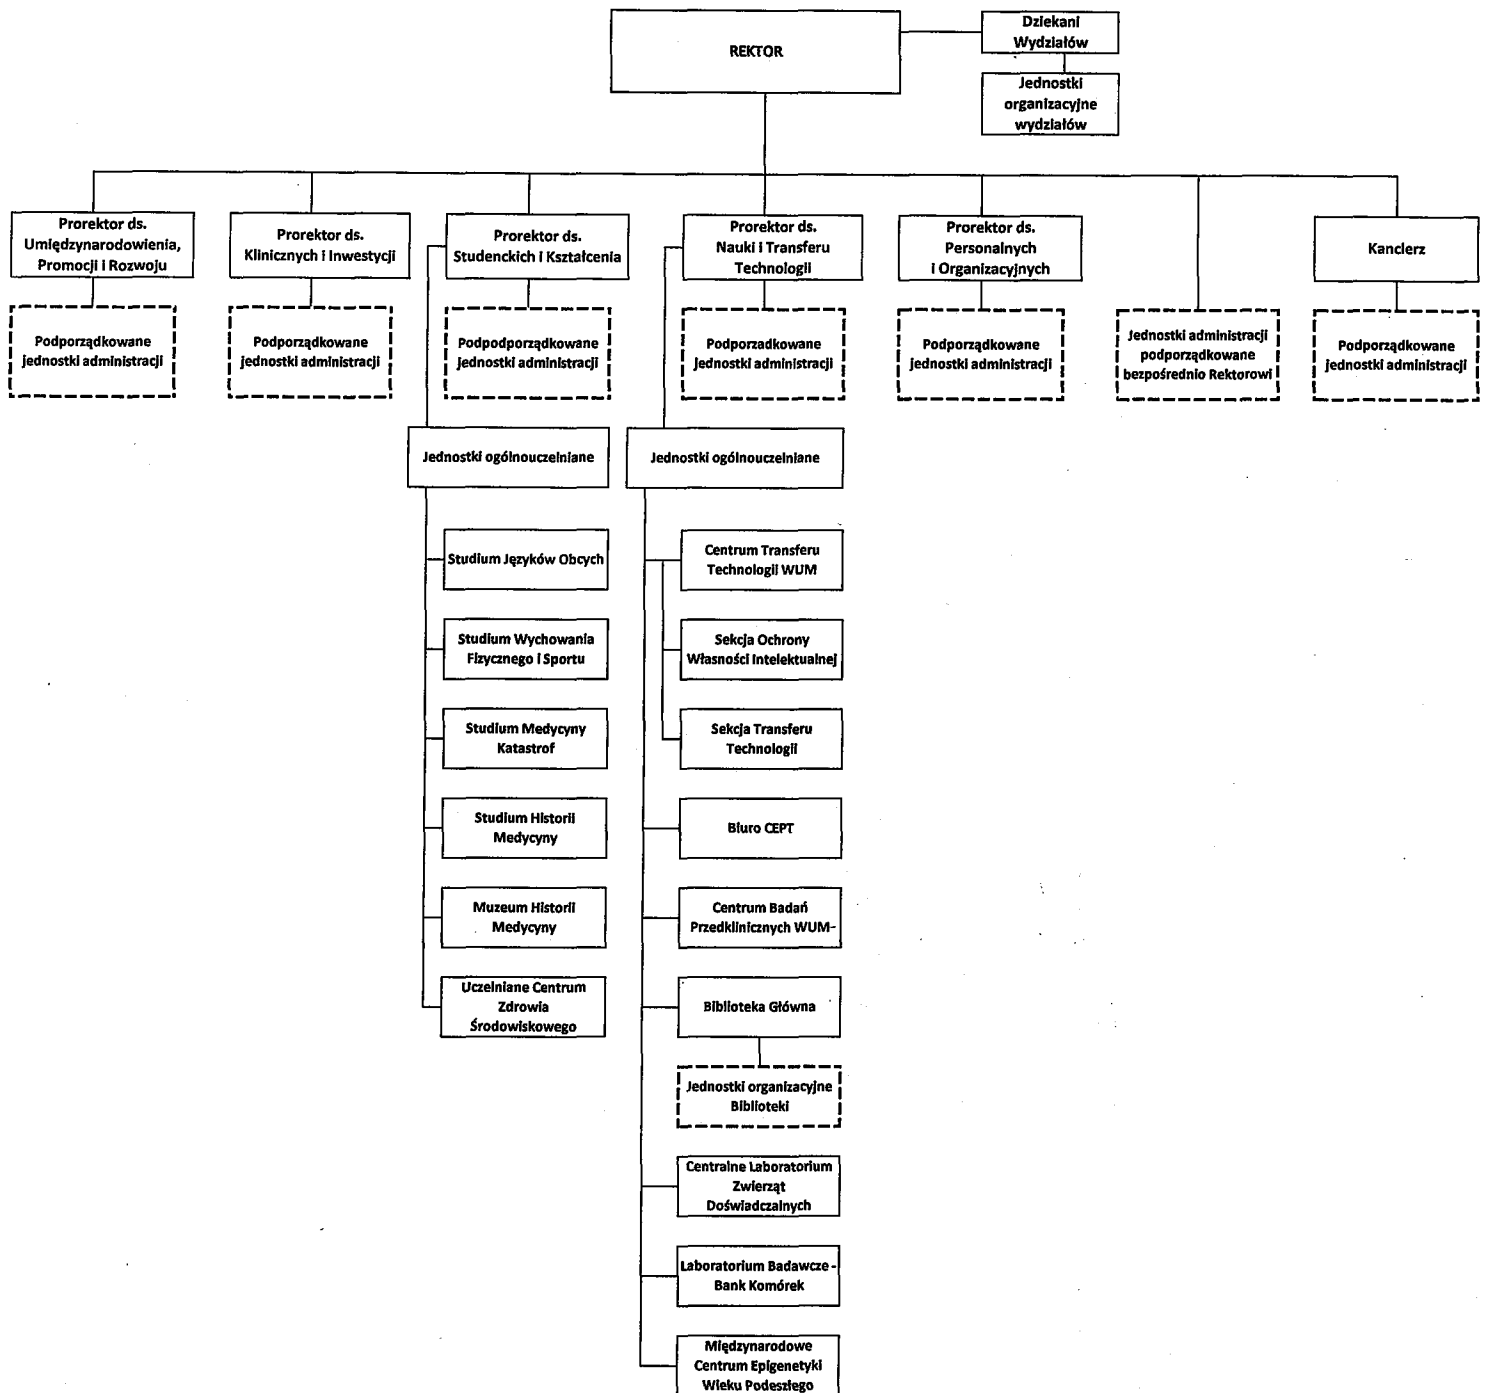 REKTOR
Dziekani
Wydziałów
Jednostki
organizacyjne
wydziałów
Prorektor ds.
Umiędzynarodowienia,
Promocji i Rozwoju
Prorektor ds.
Klinicznych i Inwestycji
Prorektor ds.
Studenckich i Kształcenia
Prorektor ds.
Nauki i Transferu
Technologii
Prorektor ds.
Personalnych
i Organizacyjnych
Kanclerz
Podporządkowane
jednostki administracji
Podporządkowane
jednostki administracji
Podpodporządkowane
jednostki administracji
Podporzadkowane
jednostki administracji
Podporządkowane
jednostki administracji
Jednostki administracji
podporządkowane
bezpośrednio Rektorowi
Podporządkowane
jednostki administracji
Jednostki ogólnouczelniane
Studium Języków Obcych
Studium Wychowania
Fizycznego i Sportu
Studium Medycyny
Katastrof
Studium Historii
Medycyny
Muzeum Historii
Medycyny
Uczelniane Centrum
Zdrowia
Środowiskowego
Jednostki ogólnouczelniane
Centrum Transferu
Technologii WUM
Sekcja Ochrony
Własności Intelektualnej
Sekcja Transferu
Technologii
Biuro CEPT
Centrum Badań
Przedklinicznych WUM-
Biblioteka Główna
Jednostki organizacyjne
Biblioteki
Centralne Laboratorium
Zwierząt
Doświadczalnych
Laboratorium Badawcze -
Bank Komórek
Międzynarodowe
Centrum Epigenetyki
Wieku Podeszłego